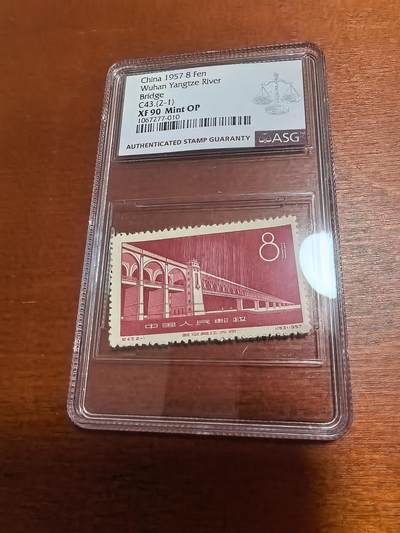 China 1957 8 Fen
Wuhan Yangtze River
Bridge
C43.(2-1)
XF 90 Mint OP
1067277-010
ASG
AUTHENTICATED STAMP GUARANTY
8
中国人民邮政